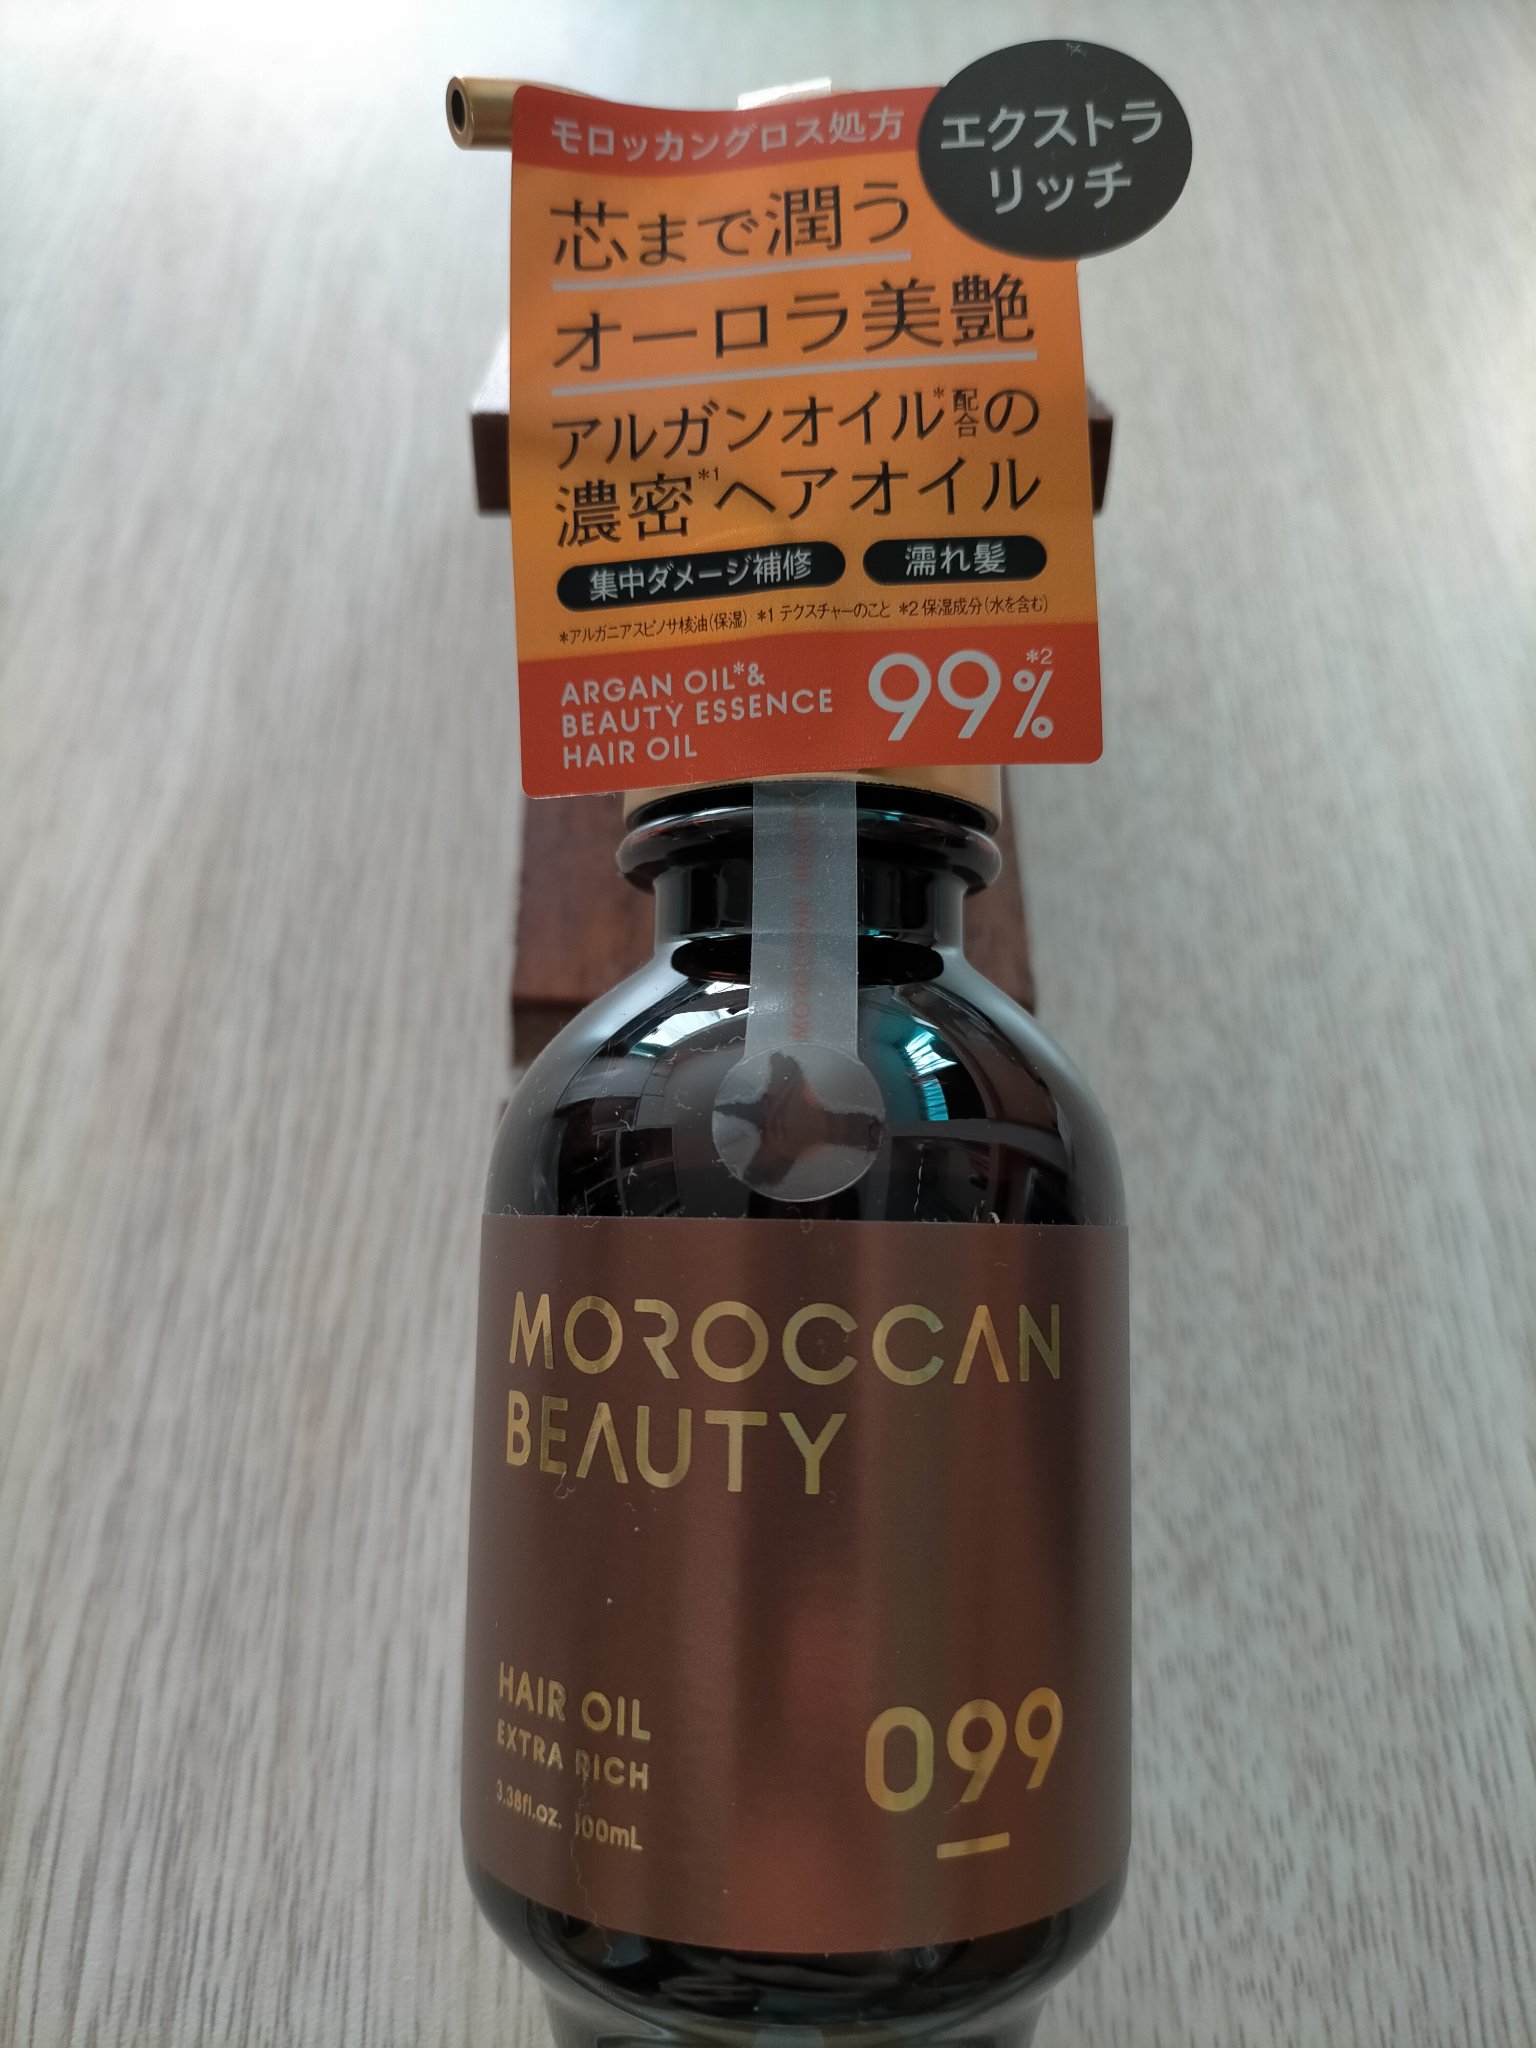 モロッカングロス処方
エクストラ
リッチ
芯まで潤う
オーロラ美艶
アルガンオイル*配合の
濃密*1ヘアオイル
集中ダメージ補修 濡れ髪
*アルガニアスピノサ核油(保湿) *1 テクスチャーのこと *2 保湿成分(水を含む)
ARGAN OIL*&
BEAUTY ESSENCE
HAIR OIL
99%*2
MOROCCAN
BEAUTY
HAIR OIL
EXTRA RICH
3.38fl.oz. 100mL
099